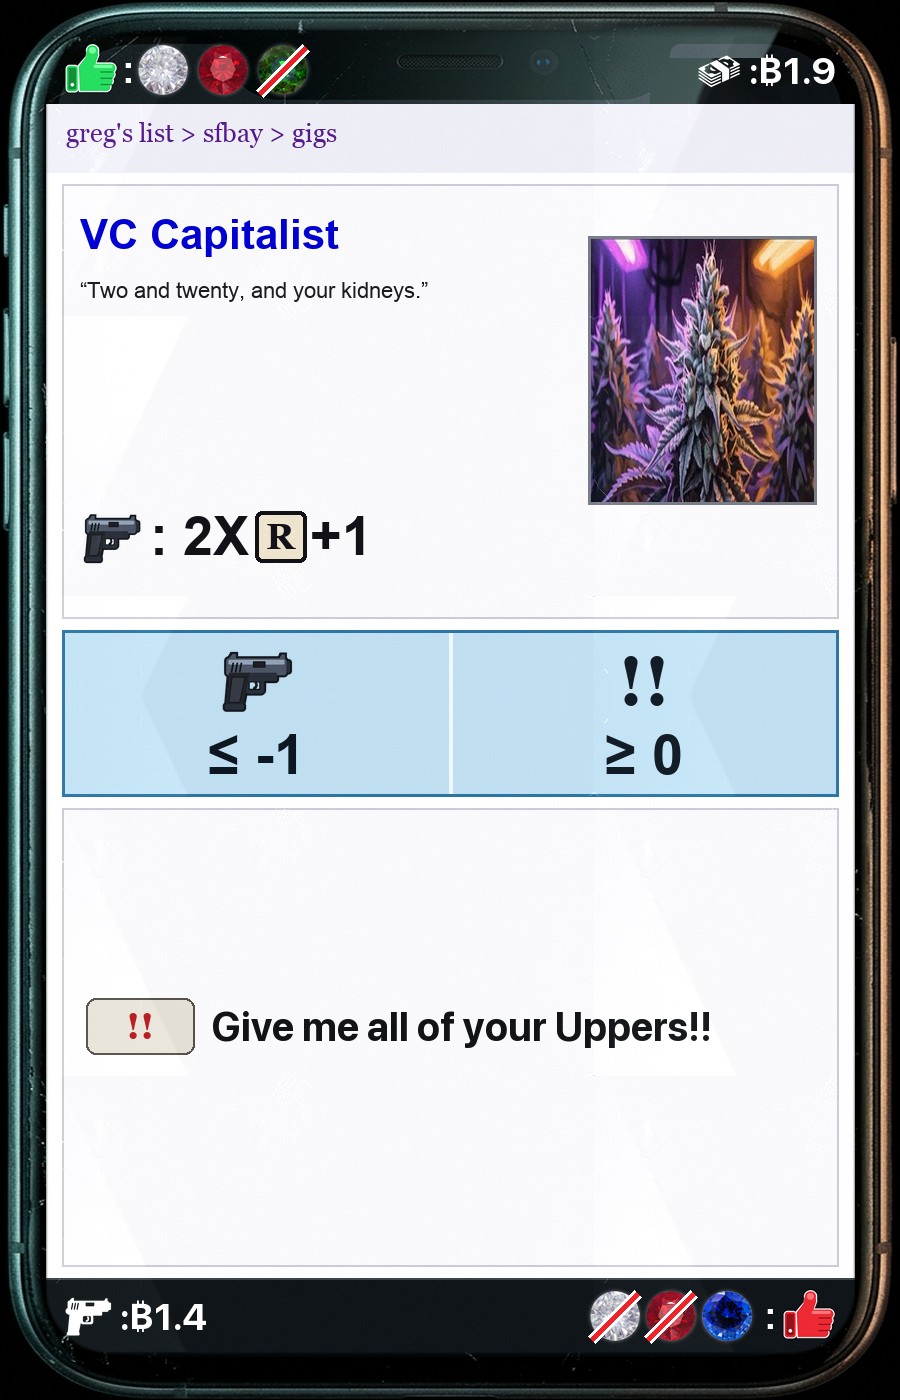 : :฿1.9
greg's list > sfbay > gigs
VC Capitalist
“Two and twenty, and your kidneys.”
: 2X R +1
!!
≤ -1 ≥ 0
!! Give me all of your Uppers!!
:฿1.4 :